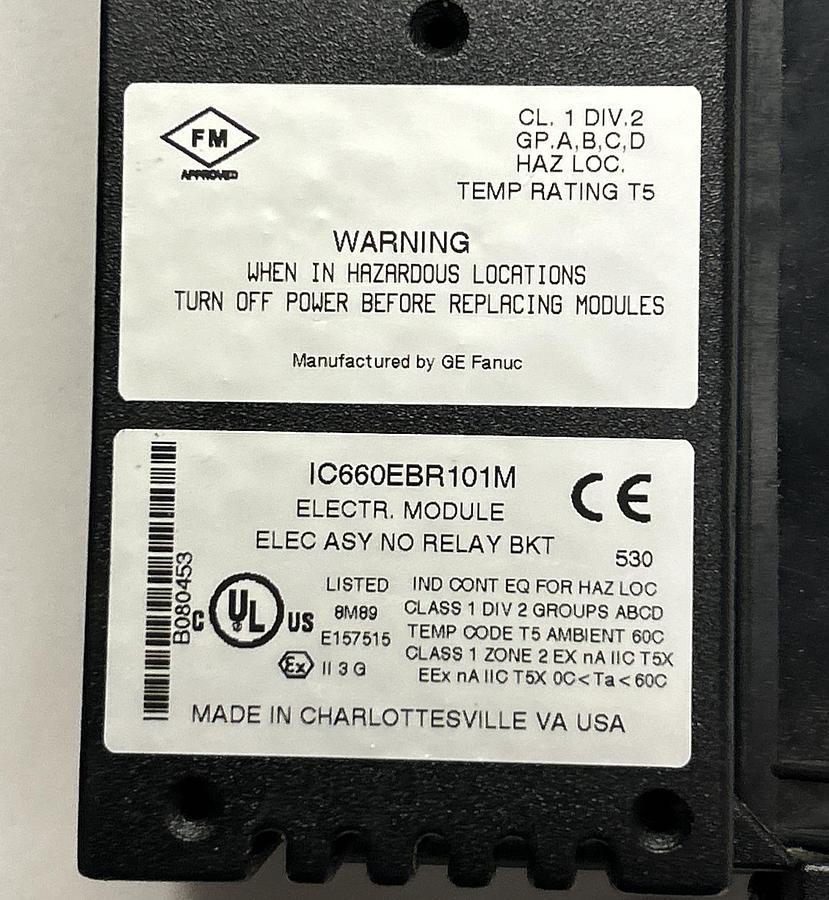 FM
APPROVED
CL. 1 DIV.2
GP.A,B,C,D
HAZ LOC.
TEMP RATING T5
WARNING
WHEN IN HAZARDOUS LOCATIONS
TURN OFF POWER BEFORE REPLACING MODULES
Manufactured by GE Fanuc
B080453
IC660EBR101M
ELECTR. MODULE
ELEC ASY NO RELAY BKT
CE
530
C UL US
LISTED
8M89
E157515
Ex II 3 G
IND CONT EQ FOR HAZ LOC
CLASS 1 DIV 2 GROUPS ABCD
TEMP CODE T5 AMBIENT 60C
CLASS 1 ZONE 2 EX nA IIC T5X
EEx nA IIC T5X 0C<Ta<60C
MADE IN CHARLOTTESVILLE VA USA